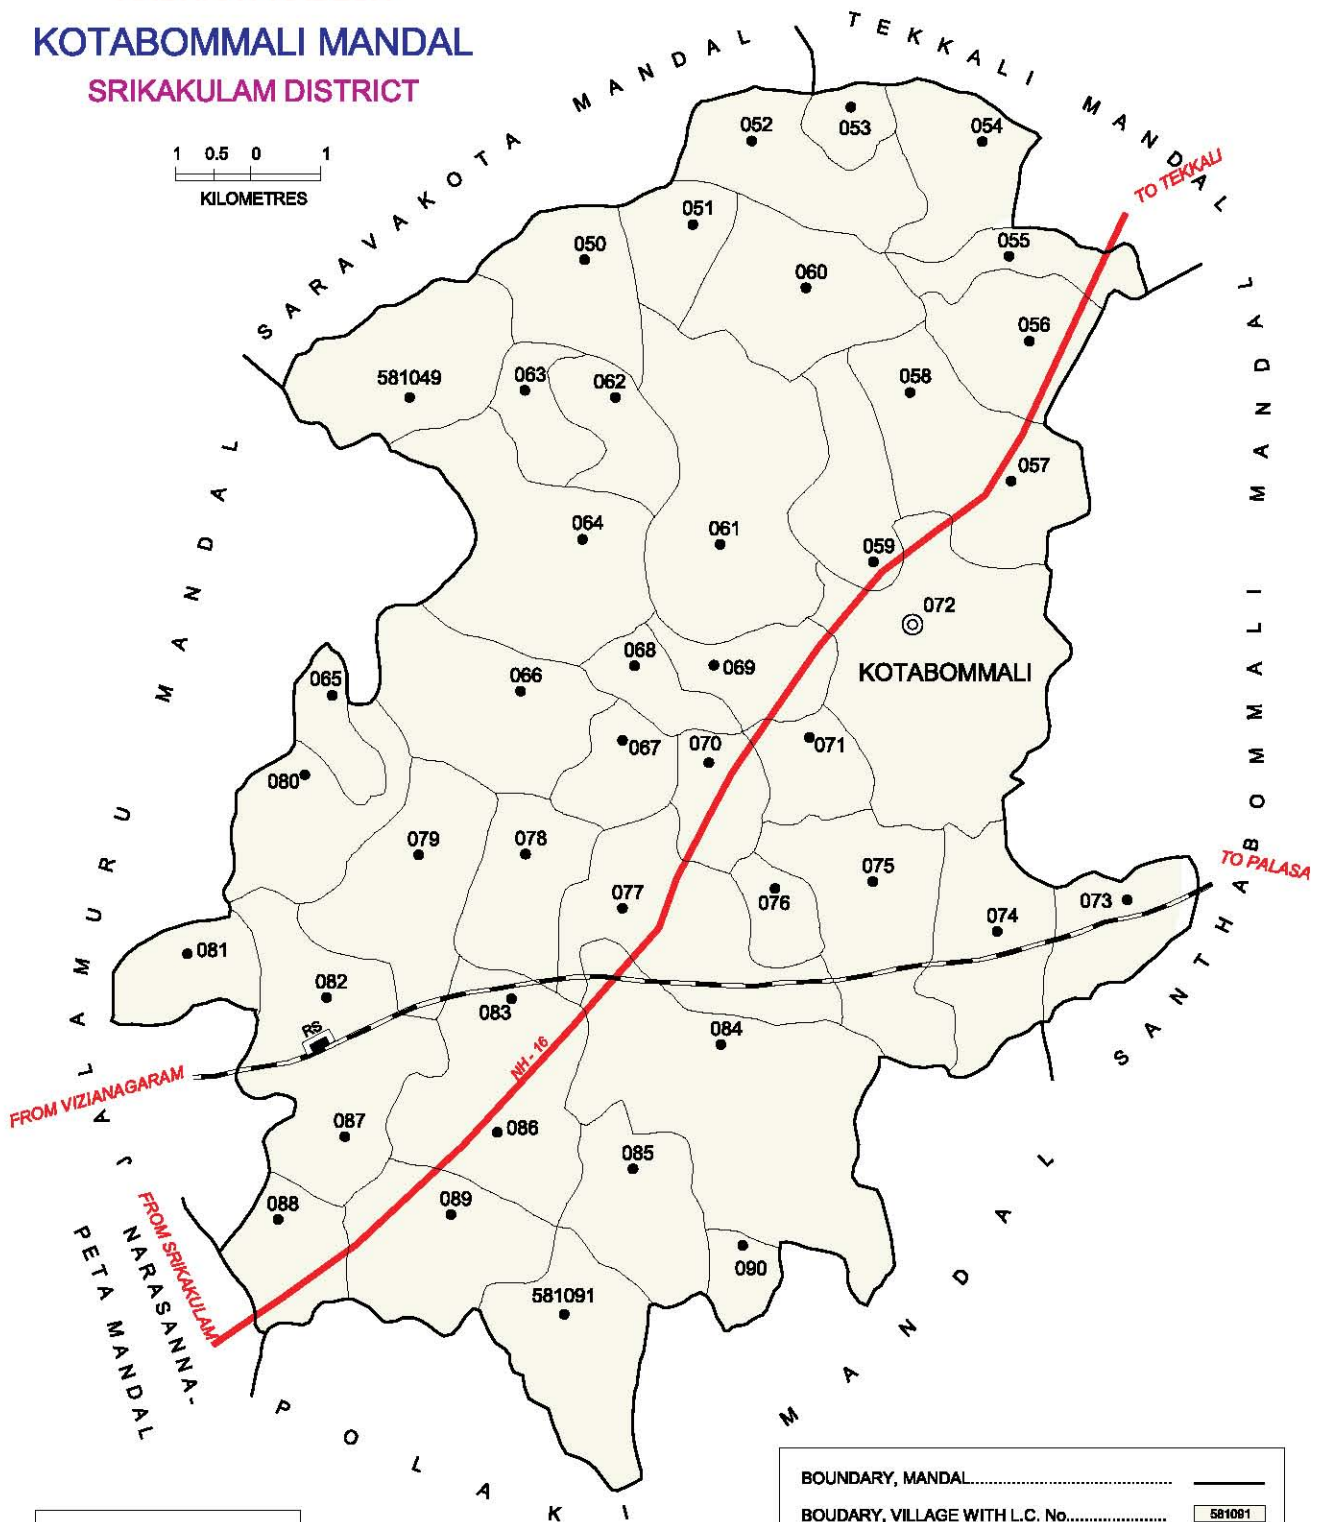 KOTABOMMALI MANDAL
SRIKAKULAM DISTRICT
1 0.5 0 1
KILOMETRES
SARAVAKOTA MANDAL
TEKKALI MANDAL
TO TEKKALI
052
053
054
051
050
055
060
056
581049
063
062
058
057
064
061
059
072
KOTABOMMALI
068
069
065
066
067
070
071
080
079
078
075
076
077
073
074
TO PALASA
081
082
083
084
RS
NH - 16
FROM VIZIANAGARAM
087
086
085
088
089
090
581091
FROM SRIKAKULAM
JALAMURU MANDAL
NARASANNA-
PETA MANDAL
POLAKI
MANDAL
SANTHABOMMALI MANDAL
BOUNDARY, MANDAL
BOUDARY, VILLAGE WITH L.C. No. 581091